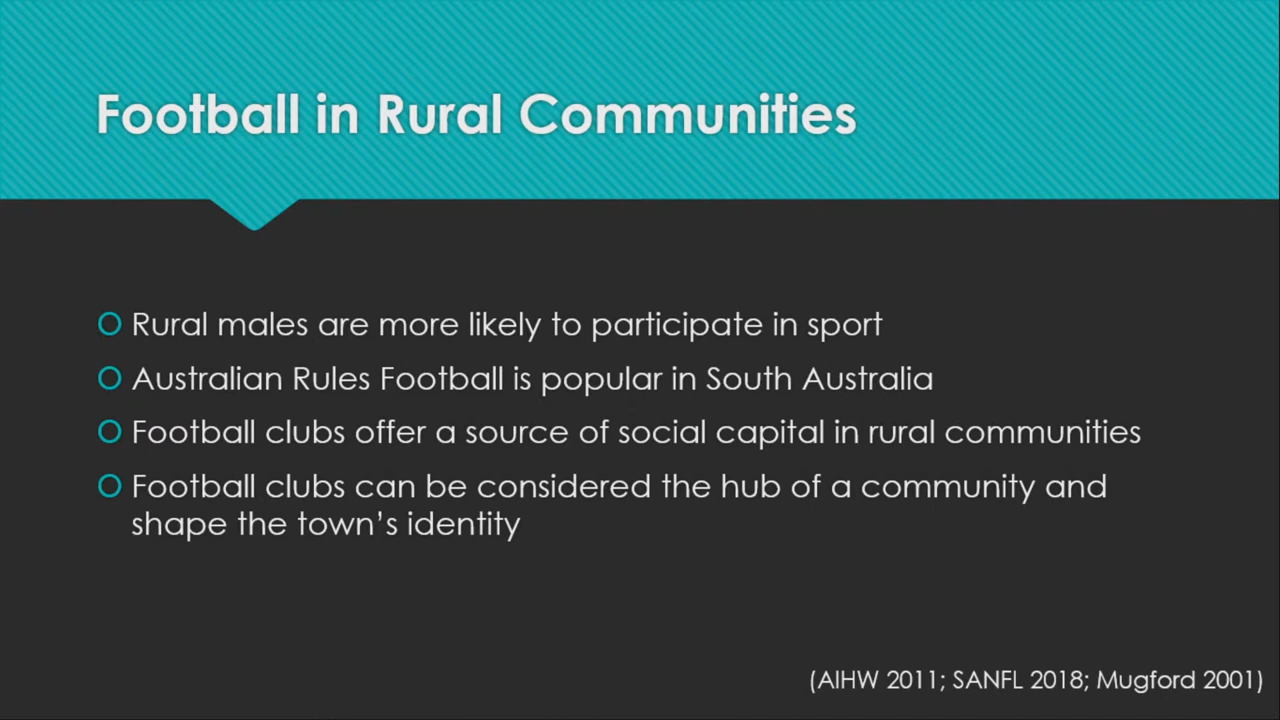 Football in Rural Communities
Rural males are more likely to participate in sport
Australian Rules Football is popular in South Australia
Football clubs offer a source of social capital in rural communities
Football clubs can be considered the hub of a community and
shape the town's identity
(AIHW 2011; SANFL 2018; Mugford 2001)